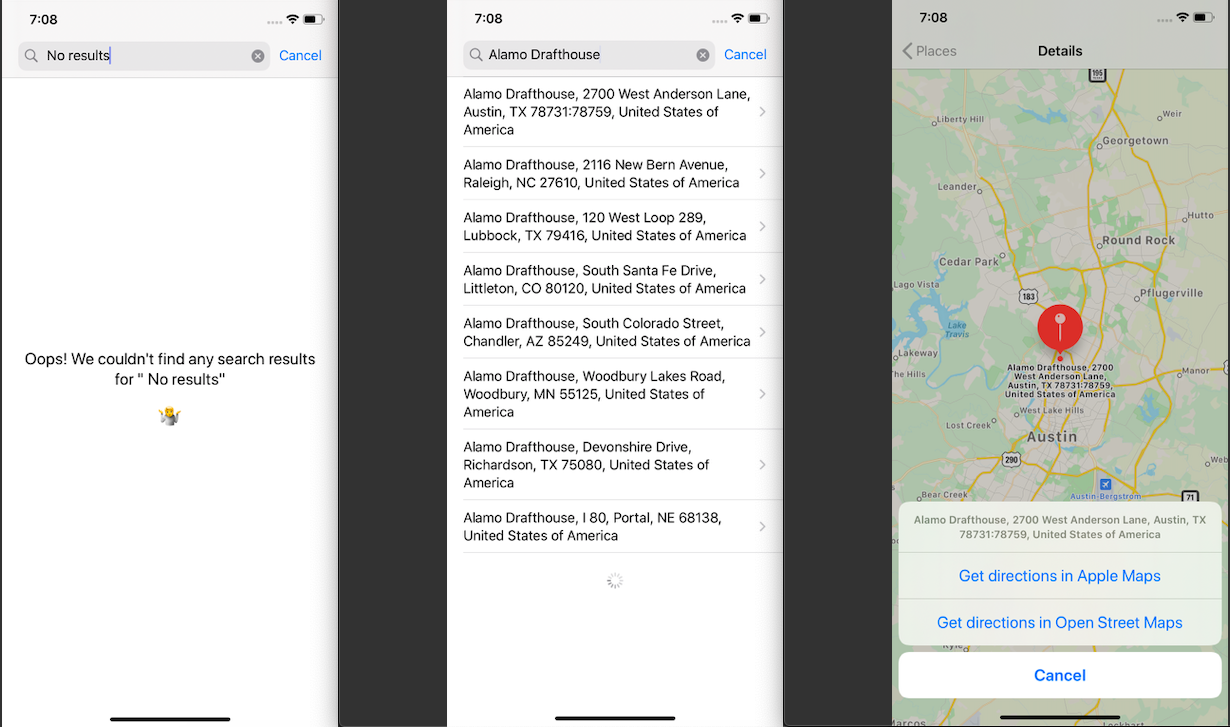 7:08
No results
Cancel
Oops! We couldn't find any search results
for " No results"
7:08
Alamo Drafthouse
Cancel
Alamo Drafthouse, 2700 West Anderson Lane,
Austin, TX 78731:78759, United States of
America
Alamo Drafthouse, 2116 New Bern Avenue,
Raleigh, NC 27610, United States of America
Alamo Drafthouse, 120 West Loop 289,
Lubbock, TX 79416, United States of America
Alamo Drafthouse, South Santa Fe Drive,
Littleton, CO 80120, United States of America
Alamo Drafthouse, South Colorado Street,
Chandler, AZ 85249, United States of America
Alamo Drafthouse, Woodbury Lakes Road,
Woodbury, MN 55125, United States of
America
Alamo Drafthouse, Devonshire Drive,
Richardson, TX 75080, United States of
America
Alamo Drafthouse, I 80, Portal, NE 68138,
United States of America
7:08
Places
Details
195
Liberty Hill
Weir
Georgetown
Leander
Hutto
Round Rock
Cedar Park
Lago Vista
183
Pflugerville
Lake
Travis
Lakeway
The Hills
Alamo Drafthouse, 2700
West Anderson Lane,
Austin, TX 78731:78759,
United States of America
Manor
West Lake Hills
Lost Creek
Austin
290
Web
Bear Creek
Austin-Bergstrom
71
Alamo Drafthouse, 2700 West Anderson Lane, Austin, TX
78731:78759, United States of America
Get directions in Apple Maps
Get directions in Open Street Maps
Kyle
Cancel
Marcos
Lockhart